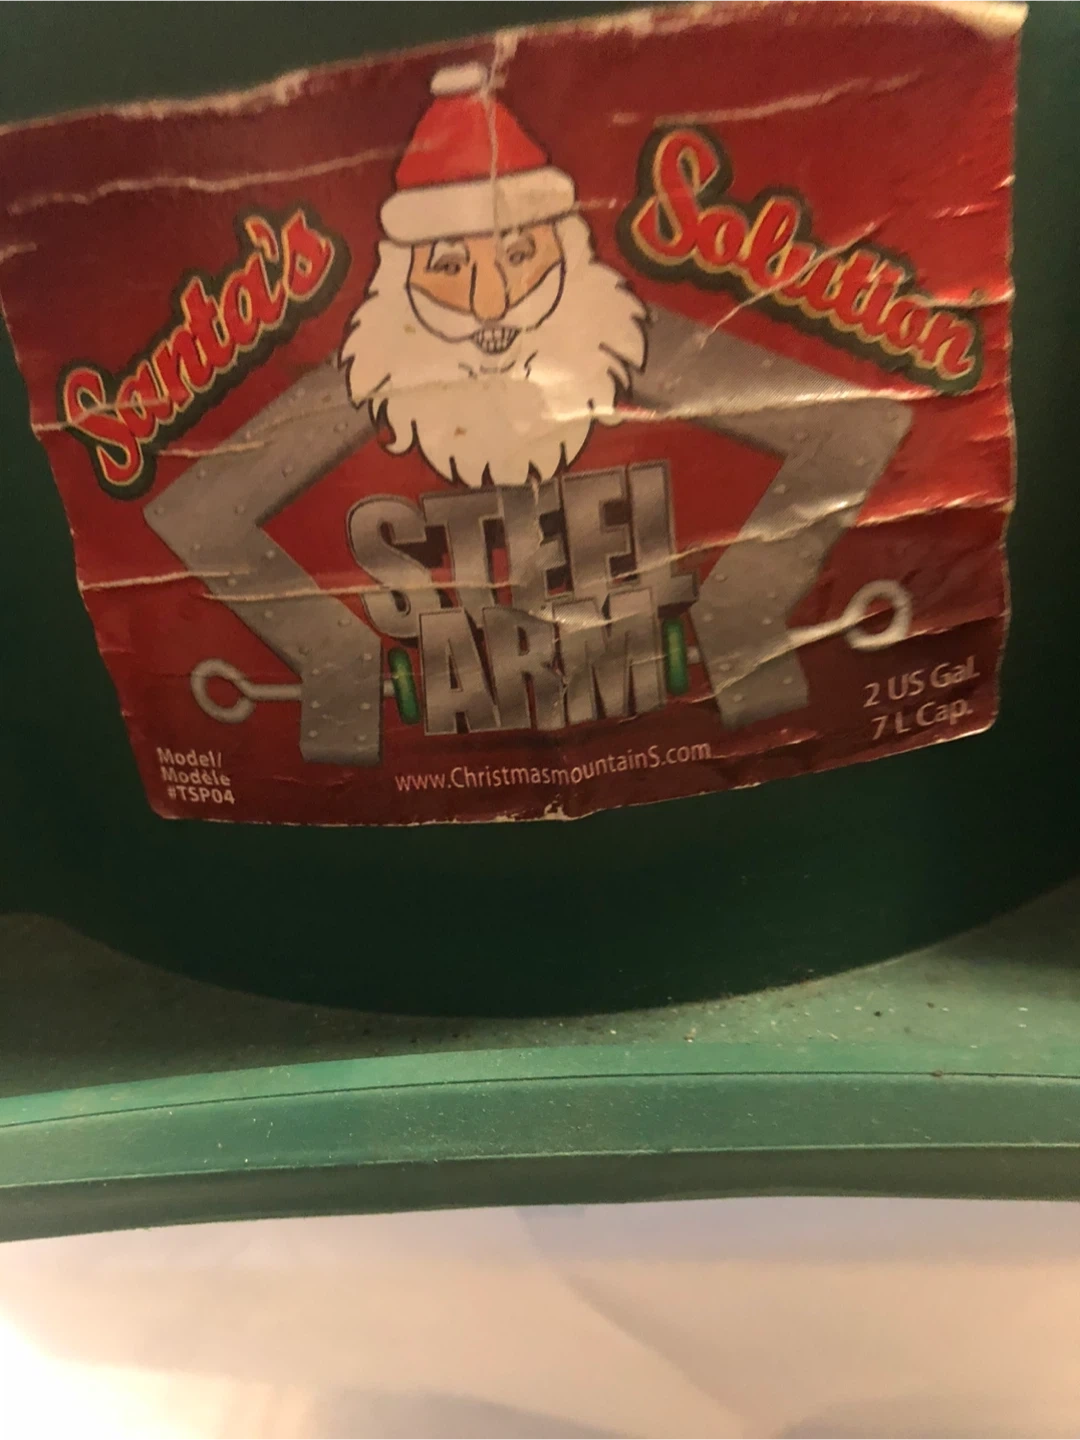 Santa's
Solution
STEEL
ARM
2 US Gal.
7 L Cap.
www.ChristmasmountainS.com
Model/
Modèle
#TSP04